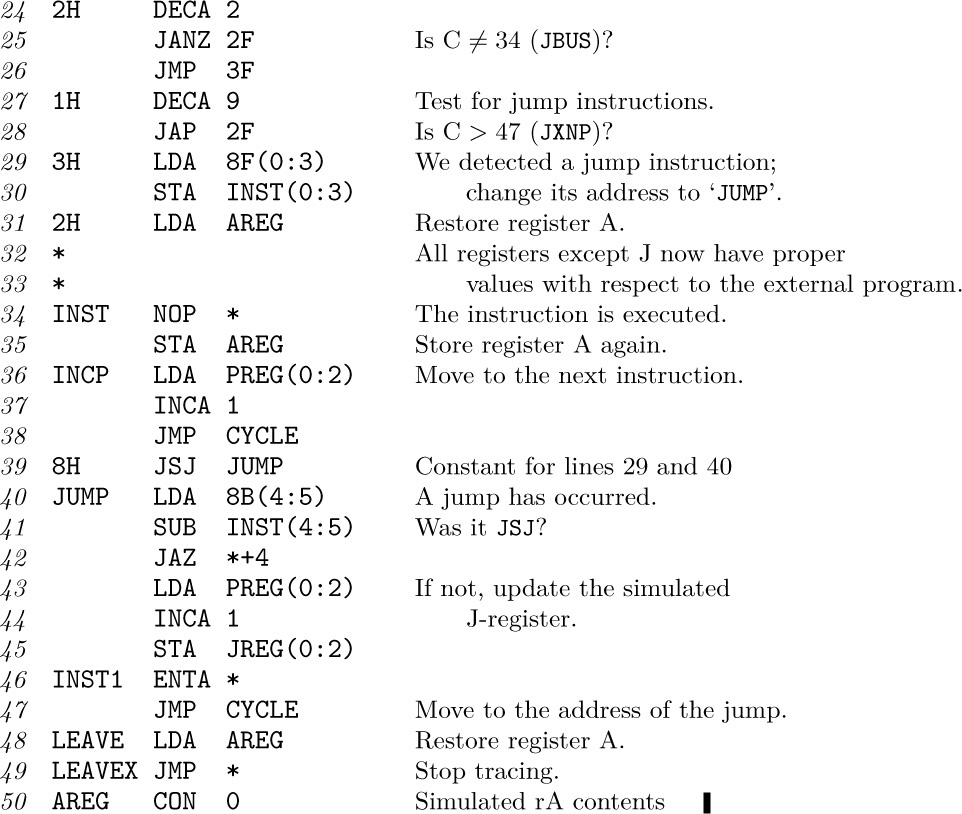 24 2H DECA 2
25 JANZ 2F Is C ≠ 34 (JBUS)?
26 JMP 3F
27 1H DECA 9 Test for jump instructions.
28 JAP 2F Is C > 47 (JXNP)?
29 3H LDA 8F(0:3) We detected a jump instruction;
30 STA INST(0:3) change its address to ‘JUMP’.
31 2H LDA AREG Restore register A.
32 * All registers except J now have proper
33 * values with respect to the external program.
34 INST NOP * The instruction is executed.
35 STA AREG Store register A again.
36 INCP LDA PREG(0:2) Move to the next instruction.
37 INCA 1
38 JMP CYCLE
39 8H JSJ JUMP Constant for lines 29 and 40
40 JUMP LDA 8B(4:5) A jump has occurred.
41 SUB INST(4:5) Was it JSJ?
42 JAZ *+4
43 LDA PREG(0:2) If not, update the simulated
44 INCA 1 J-register.
45 STA JREG(0:2)
46 INST1 ENTA *
47 JMP CYCLE Move to the address of the jump.
48 LEAVE LDA AREG Restore register A.
49 LEAVEX JMP * Stop tracing.
50 AREG CON 0 Simulated rA contents ▮